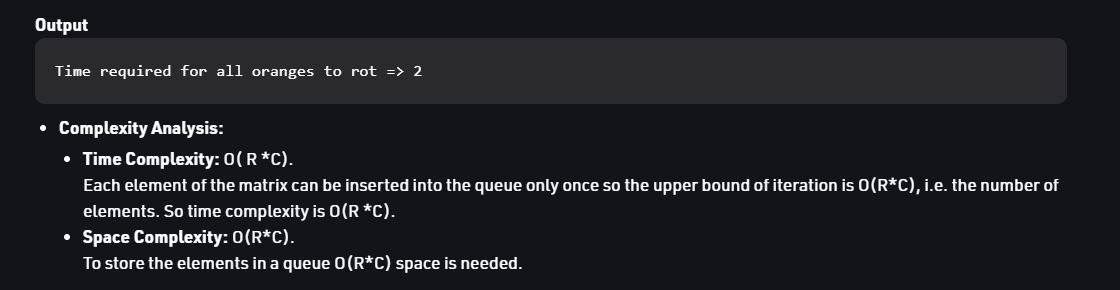 Output
Time required for all oranges to rot => 2
• Complexity Analysis:
• Time Complexity: O( R *C).
Each element of the matrix can be inserted into the queue only once so the upper bound of iteration is O(R*C), i.e. the number of
elements. So time complexity is O(R *C).
• Space Complexity: O(R*C).
To store the elements in a queue O(R*C) space is needed.